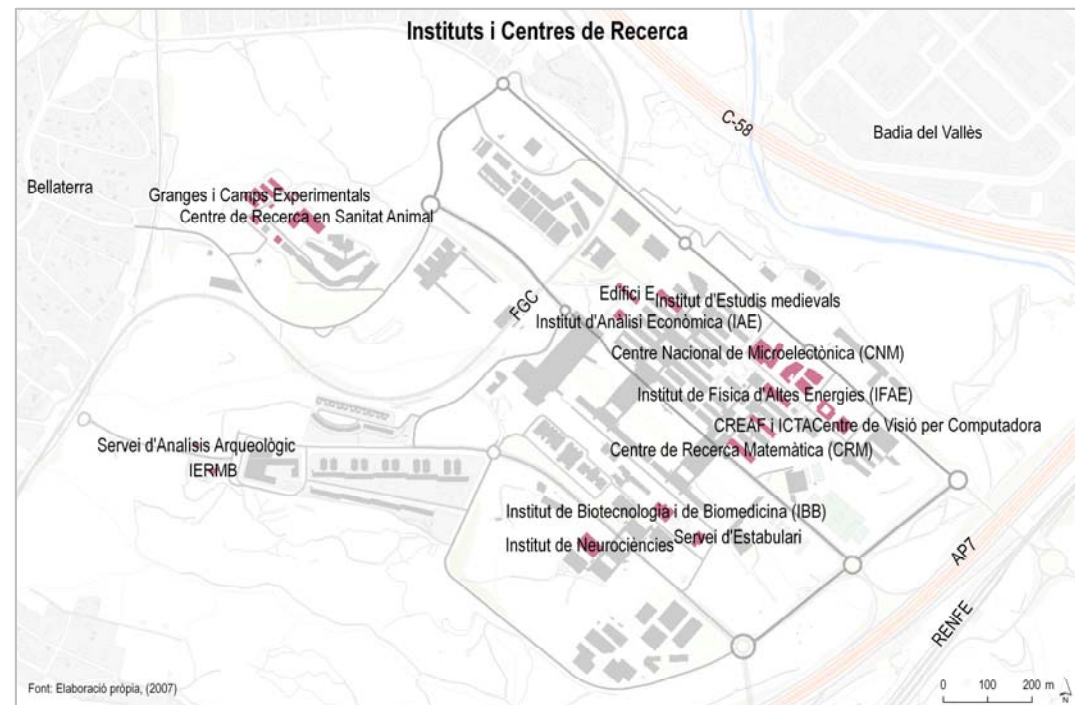 Instituts i Centres de Recerca
C-58
Badia del Vallès
Bellaterra
Granges i Camps Experimentals
Centre de Recerca en Sanitat Animal
FGC
Edifici E
Institut d'Estudis medievals
Institut d'Anàlisi Econòmica (IAE)
Centre Nacional de Microelectònica (CNM)
Institut de Física d'Altes Energies (IFAE)
CREAF i ICTA
Centre de Visió per Computadora
Centre de Recerca Matemàtica (CRM)
Servei d'Analisis Arqueològic
IERMB
Institut de Biotecnologia i de Biomedicina (IBB)
Servei d'Estabulari
Institut de Neurociències
AP7
RENFE
Font: Elaboració pròpia, (2007)
0 100 200 m
N